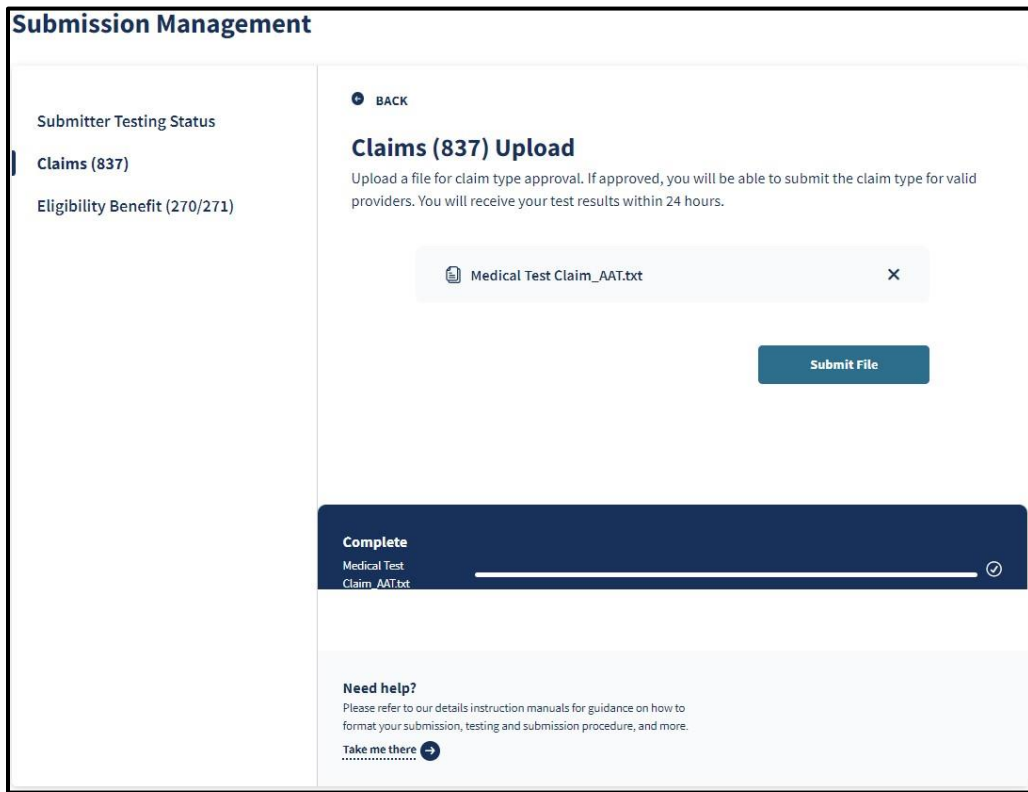 Submission Management
Submitter Testing Status
Claims (837)
Eligibility Benefit (270/271)
BACK
Claims (837) Upload
Upload a file for claim type approval. If approved, you will be able to submit the claim type for valid
providers. You will receive your test results within 24 hours.
Medical Test Claim_AAT.txt
Submit File
Complete
Medical Test
Claim_AAT.txt
Need help?
Please refer to our details instruction manuals for guidance on how to
format your submission, testing and submission procedure, and more.
Take me there